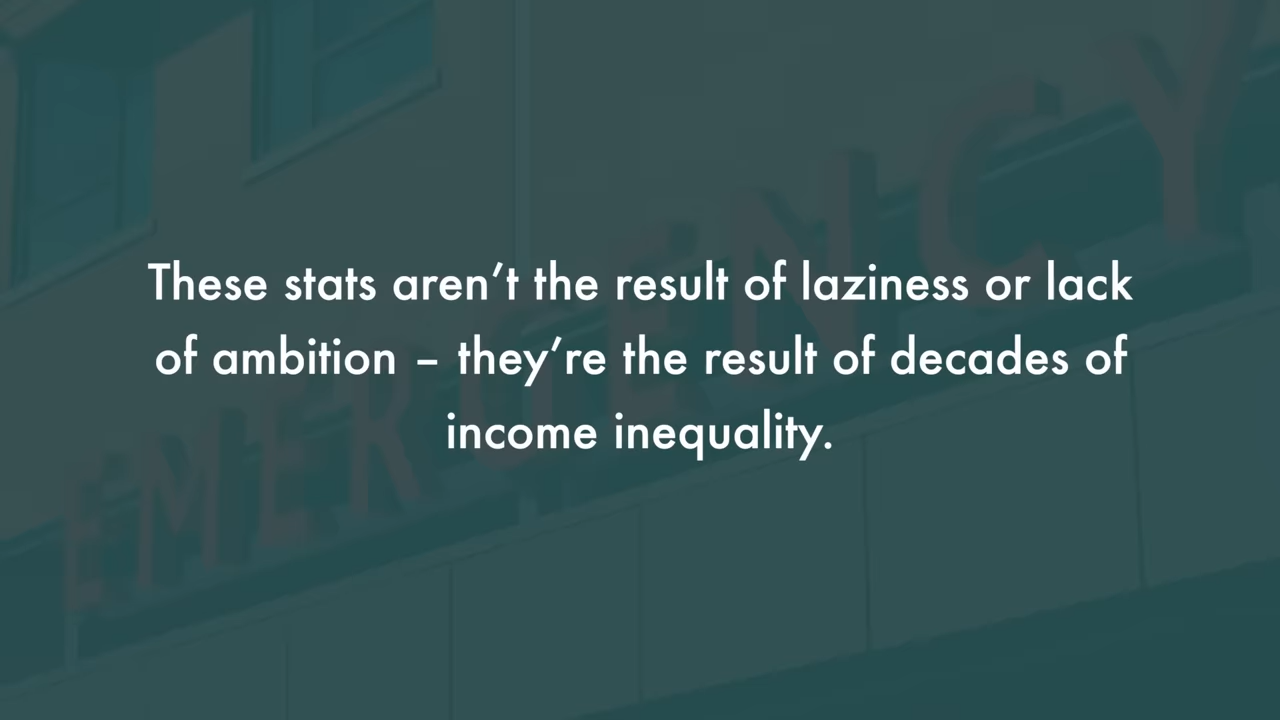 These stats aren’t the result of laziness or lack
of ambition – they’re the result of decades of
income inequality.
EMERGENCY